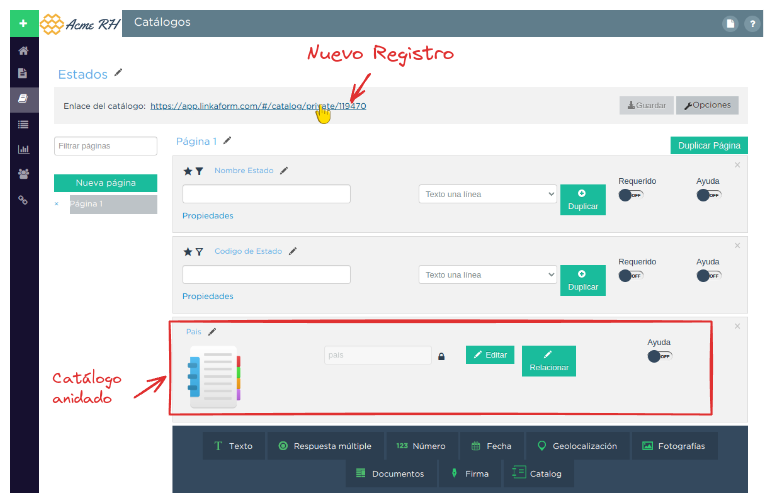 +
Acme RH
Catálogos
?
Nuevo Registro
Estados
Enlace del catálogo: https://app.linkaform.com/#/catalog/private/119470
Guardar
Opciones
Filtrar páginas
Página 1
Duplicar Página
Nueva página
× Página 1
×
Nombre Estado
Texto una línea
Duplicar
Requerido
OFF
Ayuda
OFF
Propiedades
×
Codigo de Estado
Texto una línea
Duplicar
Requerido
OFF
Ayuda
OFF
Propiedades
×
Pais
pais
Editar
Relacionar
Ayuda
OFF
Catálogo
anidado
T Texto
Respuesta múltiple
123 Número
Fecha
Geolocalización
Fotografías
Documentos
Firma
Catalog